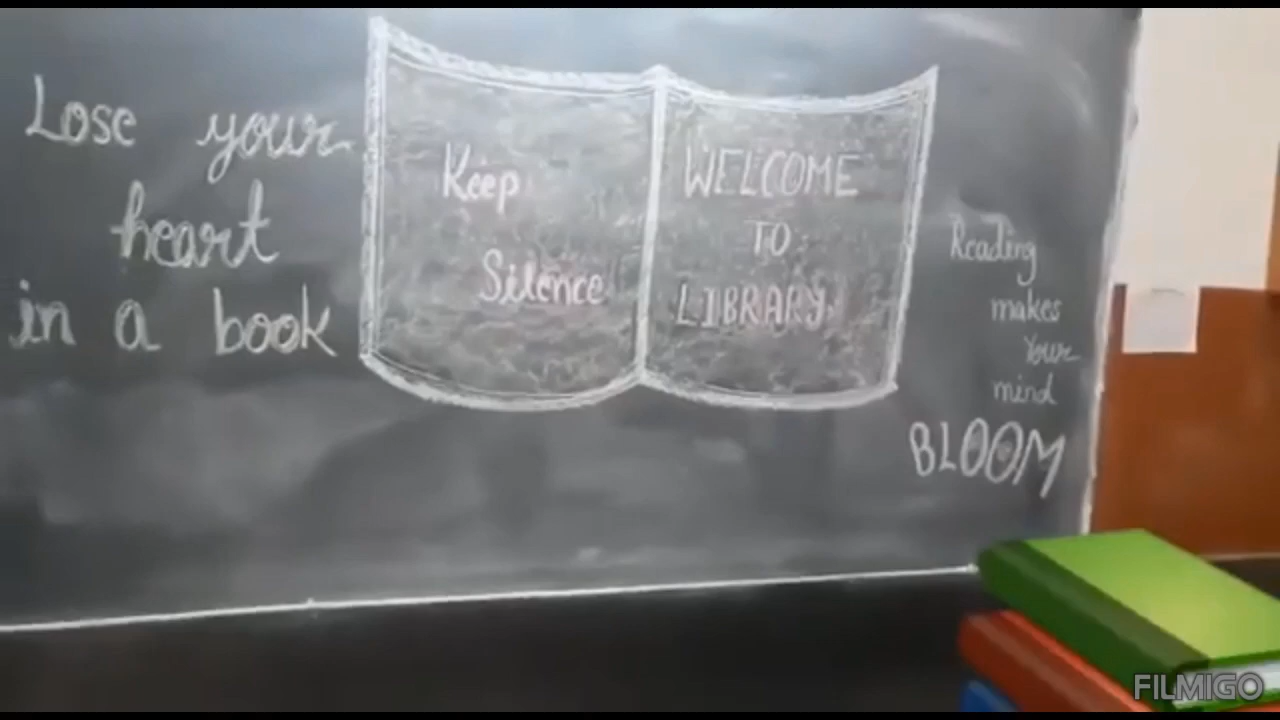 Lose your
heart
in a book
Keep
Silence
WELCOME
TO
LIBRARY
Reading
makes
Your
mind
BLOOM
FILMIGO